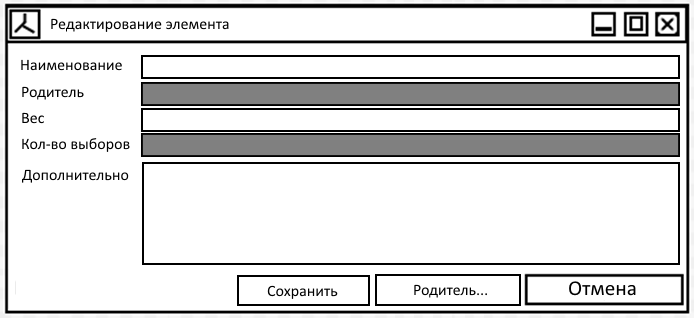 Редактирование элемента
Наименование
Родитель
Вес
Кол-во выборов
Дополнительно
Сохранить Родитель... Отмена